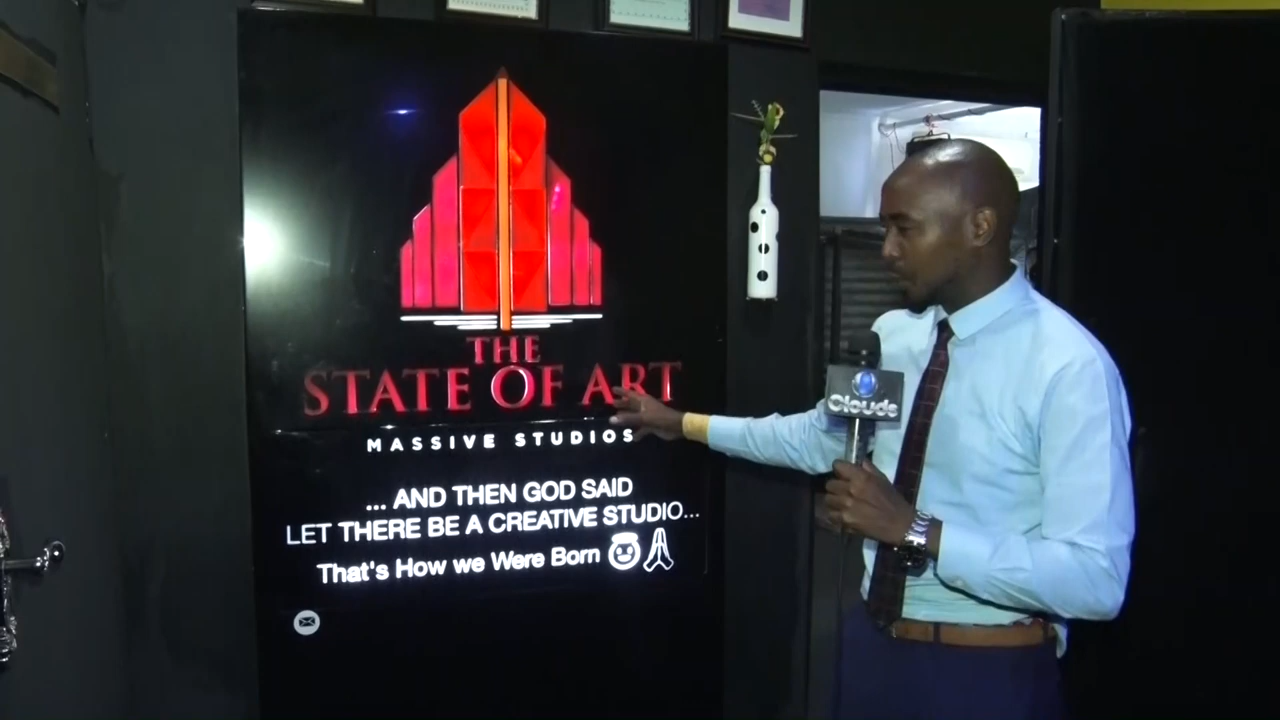 THE
STATE OF ART
MASSIVE STUDIOS
... AND THEN GOD SAID
LET THERE BE A CREATIVE STUDIO...
That's How we Were Born
Clouds